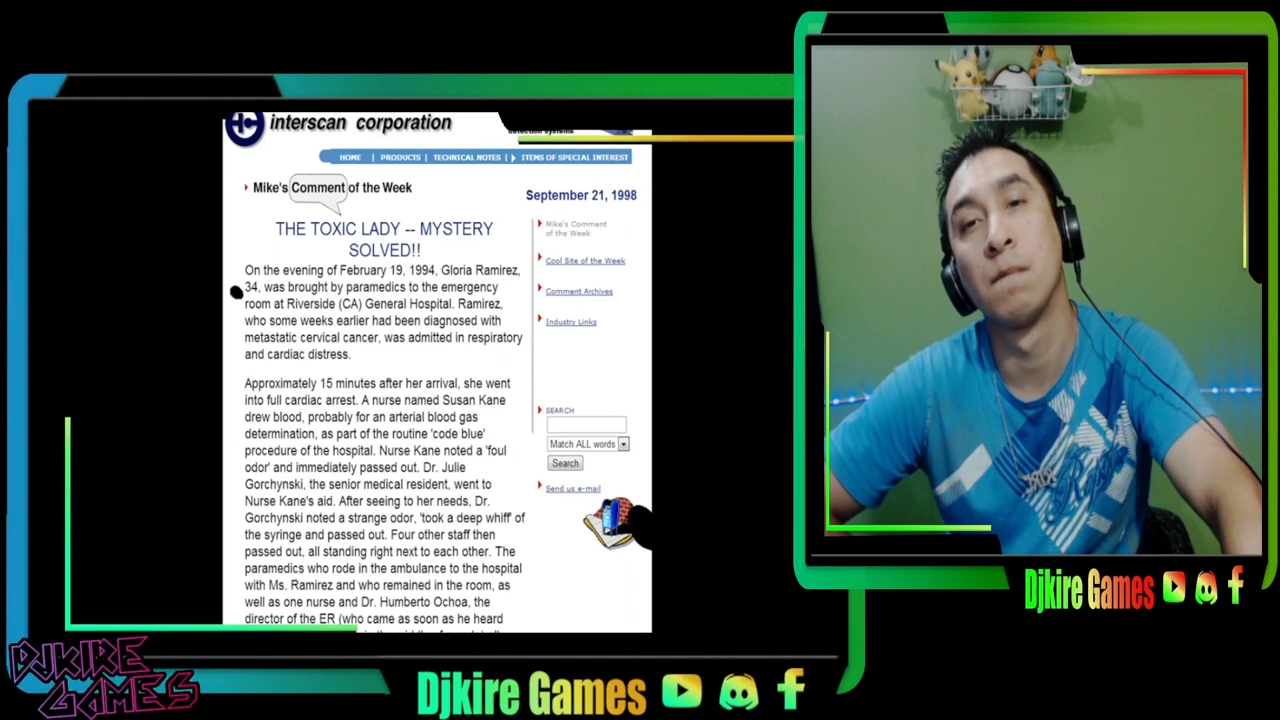 interscan corporation
detection systems
HOME | PRODUCTS | TECHNICAL NOTES | ITEMS OF SPECIAL INTEREST
Mike's Comment of the Week
September 21, 1998
THE TOXIC LADY -- MYSTERY
SOLVED!!
On the evening of February 19, 1994, Gloria Ramirez,
34, was brought by paramedics to the emergency
room at Riverside (CA) General Hospital. Ramirez,
who some weeks earlier had been diagnosed with
metastatic cervical cancer, was admitted in respiratory
and cardiac distress.
Approximately 15 minutes after her arrival, she went
into full cardiac arrest. A nurse named Susan Kane
drew blood, probably for an arterial blood gas
determination, as part of the routine 'code blue'
procedure of the hospital. Nurse Kane noted a 'foul
odor' and immediately passed out. Dr. Julie
Gorchynski, the senior medical resident, went to
Nurse Kane's aid. After seeing to her needs, Dr.
Gorchynski noted a strange odor, 'took a deep whiff' of
the syringe and passed out. Four other staff then
passed out, all standing right next to each other. The
paramedics who rode in the ambulance to the hospital
with Ms. Ramirez and who remained in the room, as
well as one nurse and Dr. Humberto Ochoa, the
director of the ER (who came as soon as he heard
Mike's Comment
of the Week
Cool Site of the Week
Comment Archives
Industry Links
SEARCH
Match ALL words
Search
Send us e-mail
Djkire Games
DJKIRE
GAMES
Djkire Games